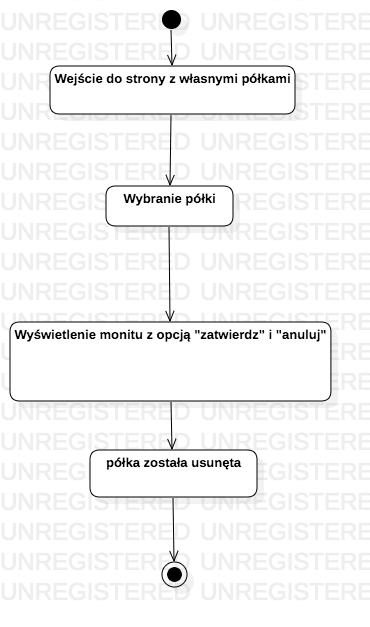 Wejście do strony z własnymi półkami
Wybranie półki
Wyświetlenie monitu z opcją "zatwierdz" i "anuluj"
półka została usunęta